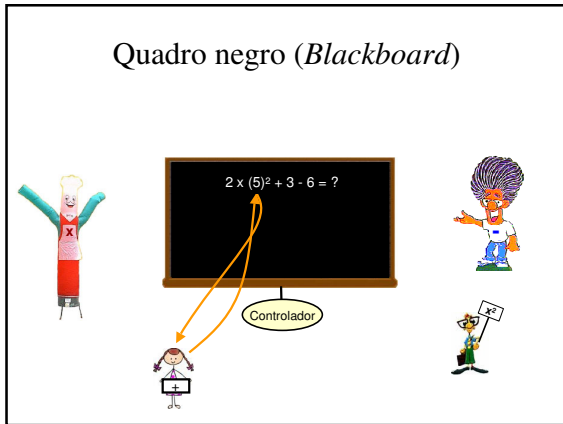 Quadro negro (Blackboard)
2 x (5)² + 3 - 6 = ?
x
-
x²
Controlador
+